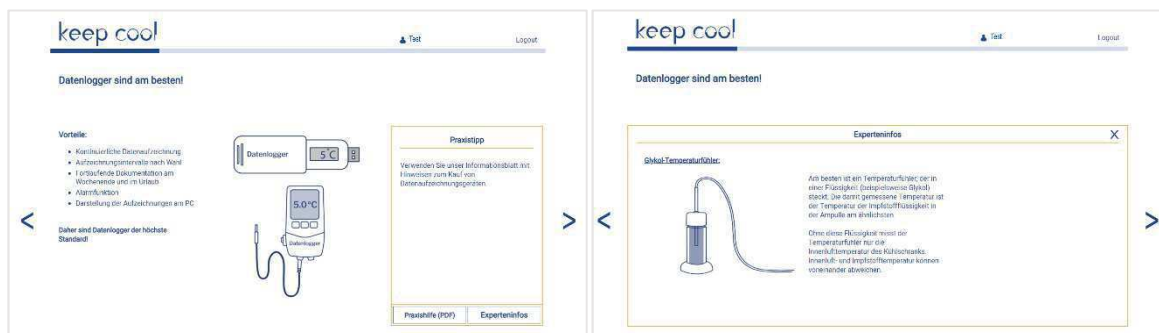 keep cool
Test
Logout
Datenlogger sind am besten!
Vorteile:
• Kontinuierliche Datenaufzeichnung
• Aufzeichnungsintervalle nach Wahl
• Fortlaufende Dokumentation am
Wochenende und im Urlaub
• Alarmfunktion
• Darstellung der Aufzeichnungen am PC
Daher sind Datenlogger der höchste
Standard!
Datenlogger
5°C
5.0°C
Datenlogger
Praxistipp
Verwenden Sie unser Informationsblatt mit
Hinweisen zum Kauf von
Datenaufzeichnungsgeräten.
Praxishilfe (PDF)
Experteninfos
<
>
keep cool
Test
Logout
Datenlogger sind am besten!
Experteninfos
X
Glykol-Temperaturfühler:
Am besten ist ein Temperaturfühler, der in
einer Flüssigkeit (beispielsweise Glykol)
steckt. Die damit gemessene Temperatur ist
der Temperatur der Impfstoffflüssigkeit in
der Ampulle am ähnlichsten.
Ohne diese Flüssigkeit misst der
Temperaturfühler nur die
Innenlufttemperatur des Kühlschranks.
Innenluft- und Impfstofftemperatur können
voneinander abweichen.
<
>